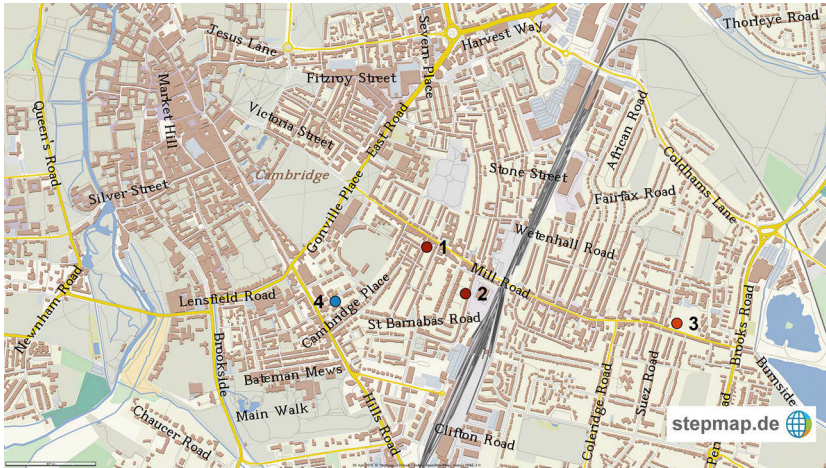 Jesus Lane
Severn Place
Harvest Way
Thorleye Road
Fitzroy Street
Market Hill
Victoria Street
East Road
African Road
Queen's Road
Coldhams Lane
Cambridge
Stone Street
Silver Street
Fairfax Road
Gonville Place
Wetenhall Road
1
Mill Road
2
Lensfield Road
4
Cambridge Place
Newnham Road
St Barnabas Road
3
Brooks Road
Brookside
Bateman Mews
Suez Road
Burnside
Coleridge Road
Main Walk
Hills Road
Chaucer Road
Clifton Road
stepmap.de